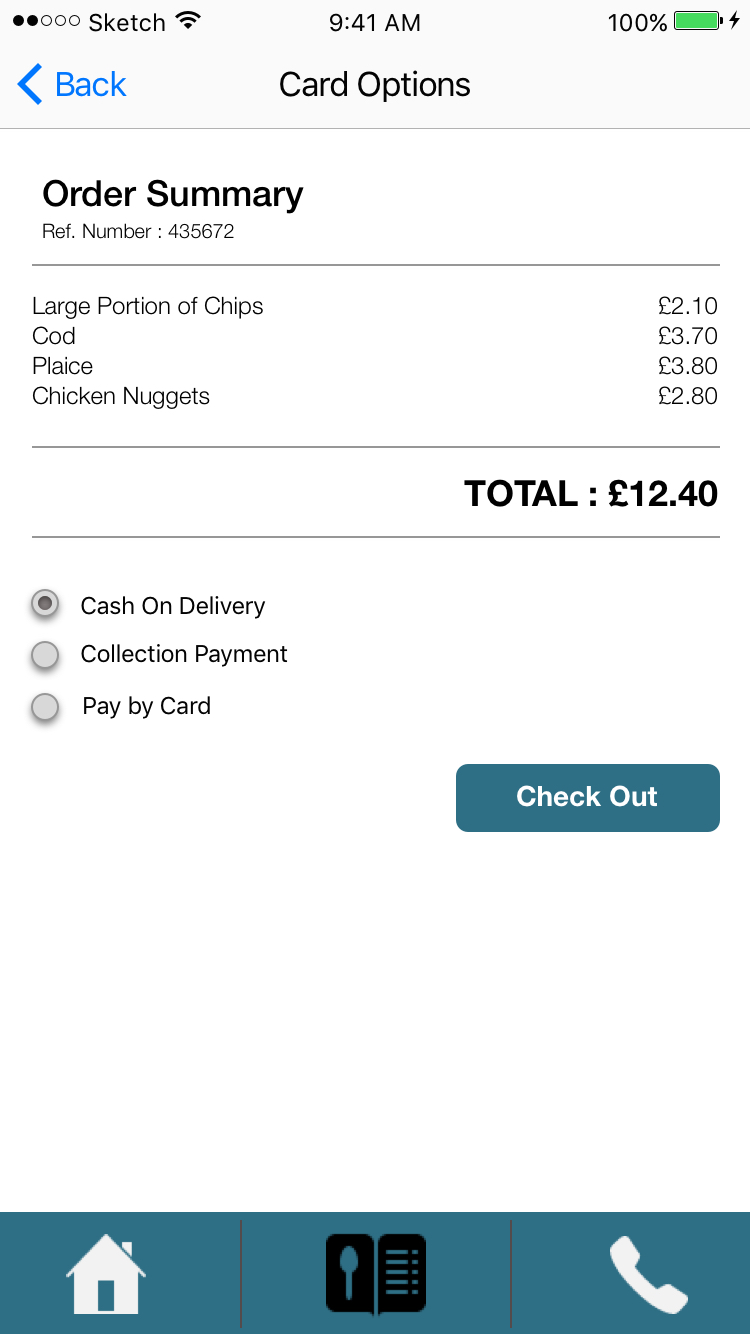 Sketch 9:41 AM 100%
Back Card Options
Order Summary
Ref. Number : 435672
Large Portion of Chips £2.10
Cod £3.70
Plaice £3.80
Chicken Nuggets £2.80
TOTAL : £12.40
Cash On Delivery
Collection Payment
Pay by Card
Check Out